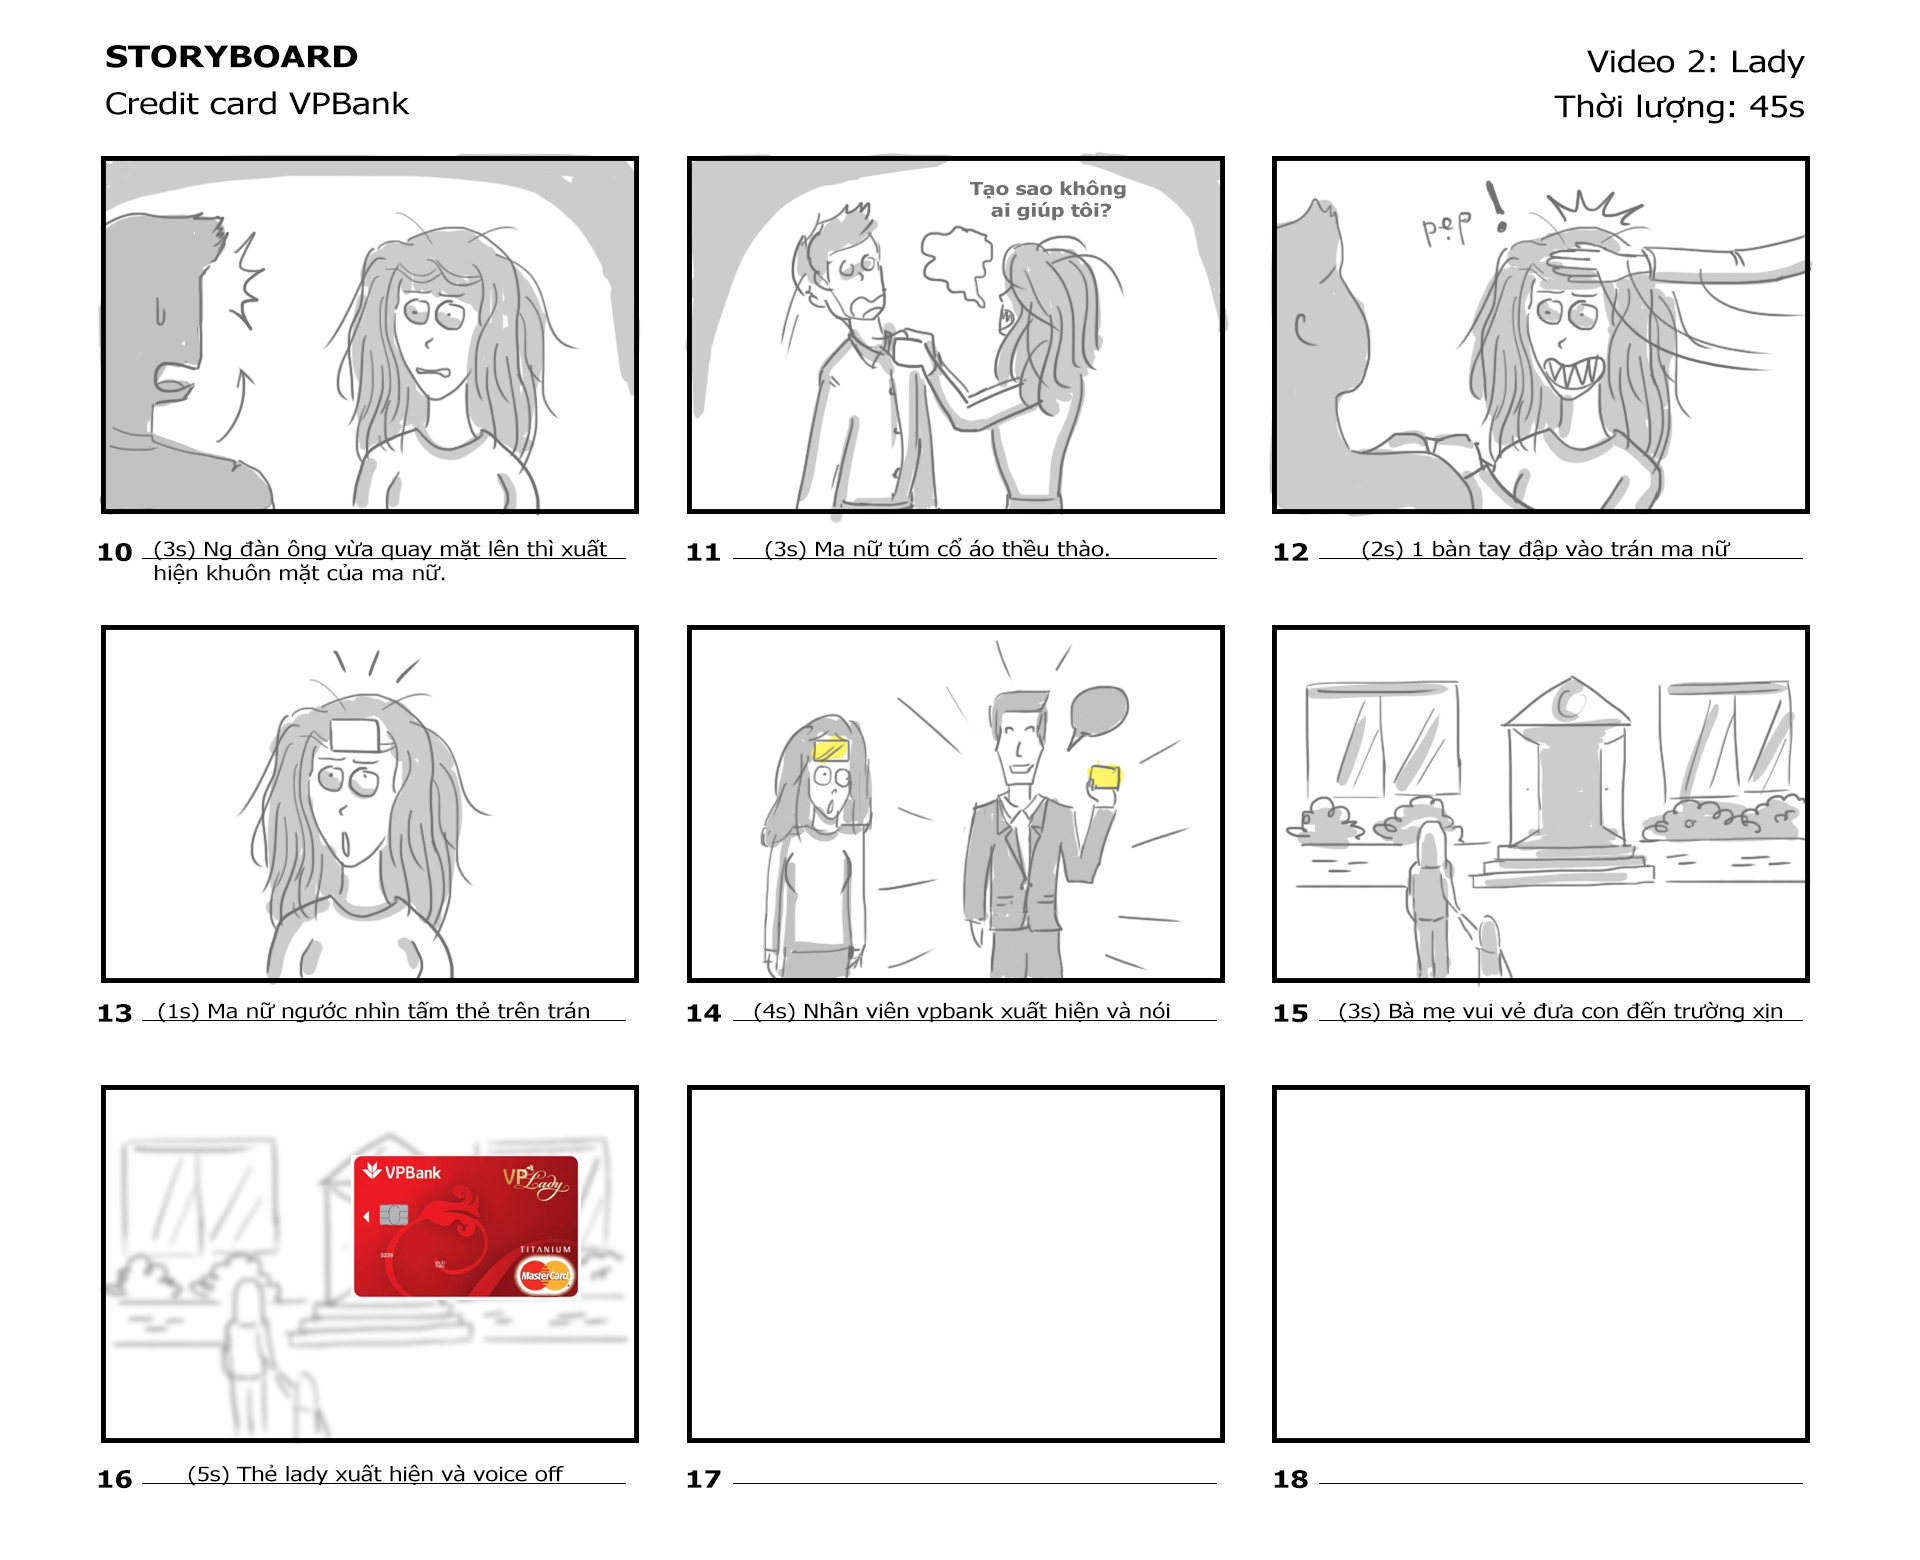 STORYBOARD
Credit card VPBank
Video 2: Lady
Thời lượng: 45s
Tạo sao không
ai giúp tôi?
pẹp !
10 (3s) Ng đàn ông vừa quay mặt lên thì xuất
hiện khuôn mặt của ma nữ.
11 (3s) Ma nữ túm cổ áo thều thào.
12 (2s) 1 bàn tay đập vào trán ma nữ
13 (1s) Ma nữ ngước nhìn tấm thẻ trên trán
14 (4s) Nhân viên vpbank xuất hiện và nói
15 (3s) Bà mẹ vui vẻ đưa con đến trường xịn
VPBank
VP Lady
TITANIUM
5239
MasterCard
16 (5s) Thẻ lady xuất hiện và voice off
17
18